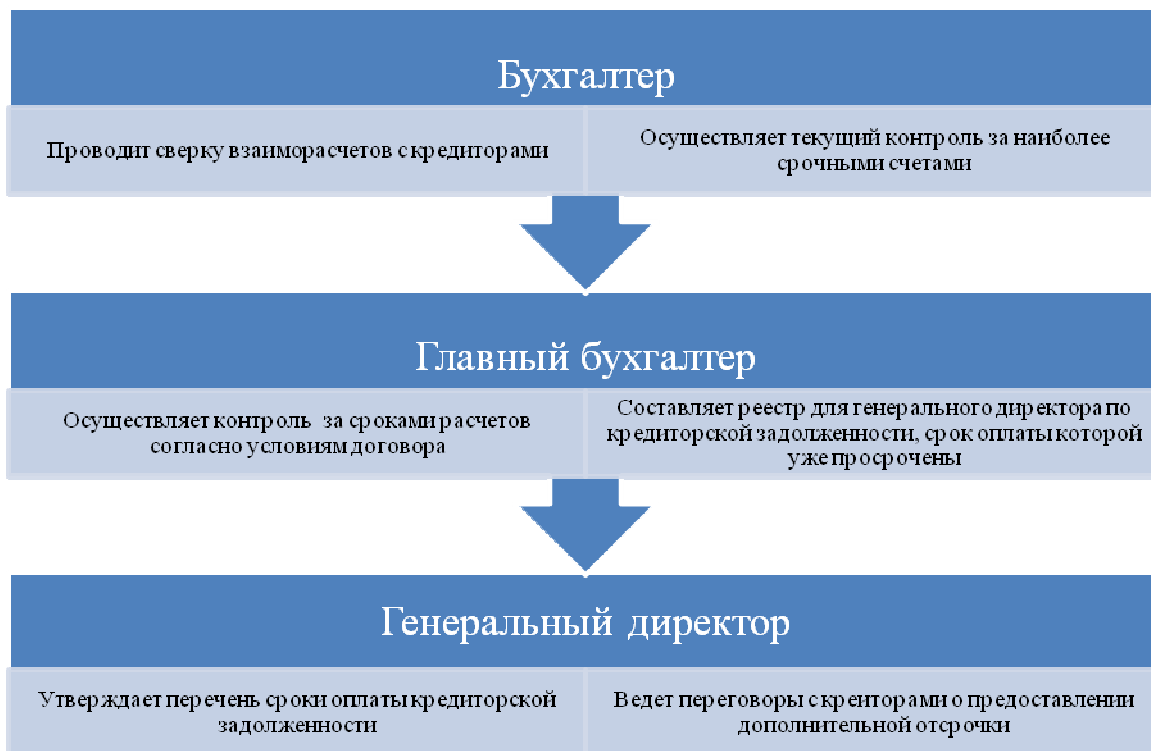 Бухгалтер
Проводит сверку взаиморасчетов с кредиторами
Осуществляет текущий контроль за наиболее
срочными счетами
Главный бухгалтер
Осуществляет контроль за сроками расчетов
согласно условиям договора
Составляет реестр для генерального директора по
кредиторской задолженности, срок оплаты которой
уже просрочены
Генеральный директор
Утверждает перечень сроки оплаты кредиторской
задолженности
Ведет переговоры с креиторами о предоставлении
дополнительной отсрочки